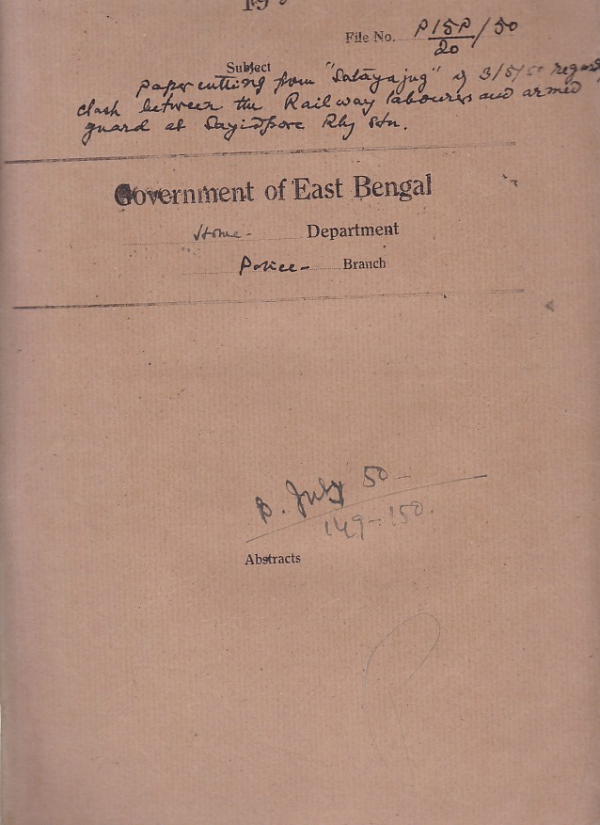 19
File No. P15P/20/50
Subject
paper cutting from "Satayajug" of 3/5/50 regard
clash between the Railway labourers and armed
guard at Sayidpore Rly Stn.
Government of East Bengal
Home - Department
Police - Branch
B. July 50 -
149-150.
Abstracts